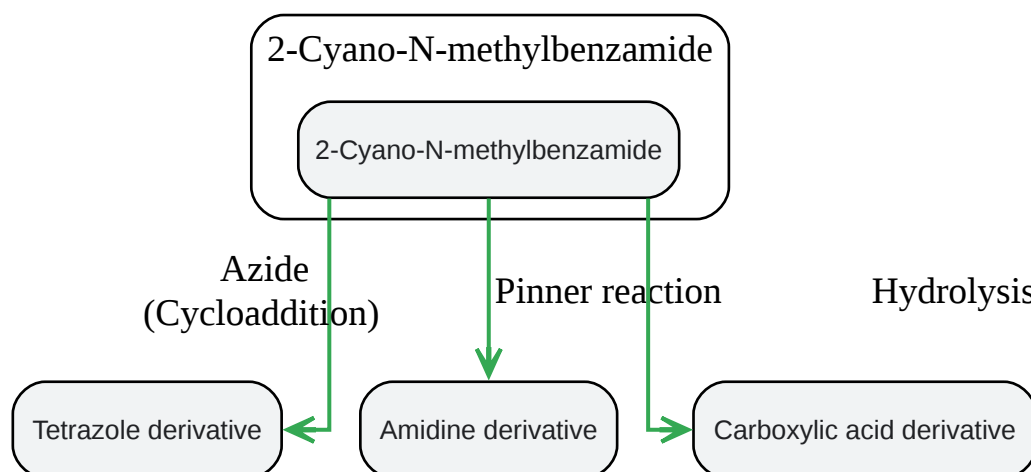 2-Cyano-N-methylbenzamide
2-Cyano-N-methylbenzamide
Azide
(Cycloaddition)
Pinner reaction
Hydrolysis
Tetrazole derivative
Amidine derivative
Carboxylic acid derivative